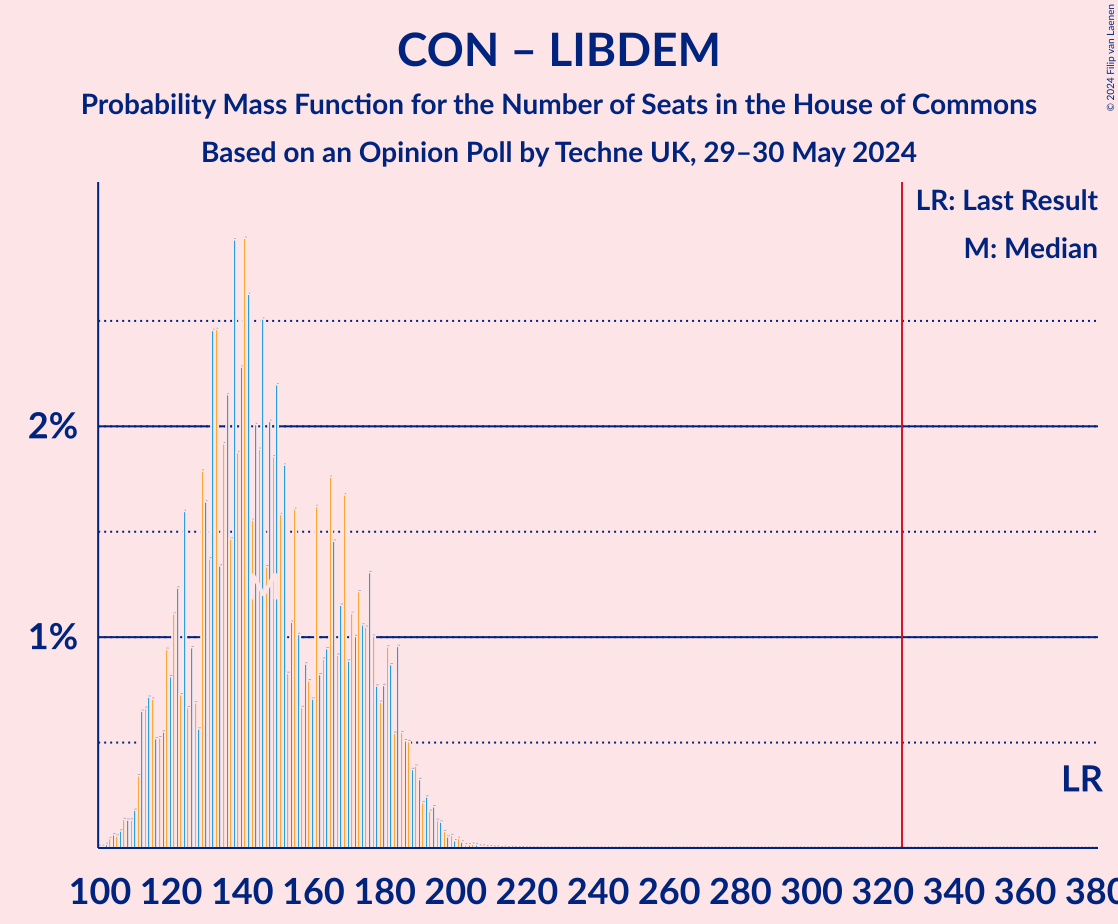 CON – LIBDEM
Probability Mass Function for the Number of Seats in the House of Commons
Based on an Opinion Poll by Techne UK, 29–30 May 2024
© 2024 Filip van Laenen
LR: Last Result
M: Median
2%
1%
LR
100 120 140 160 180 200 220 240 260 280 300 320 340 360 380